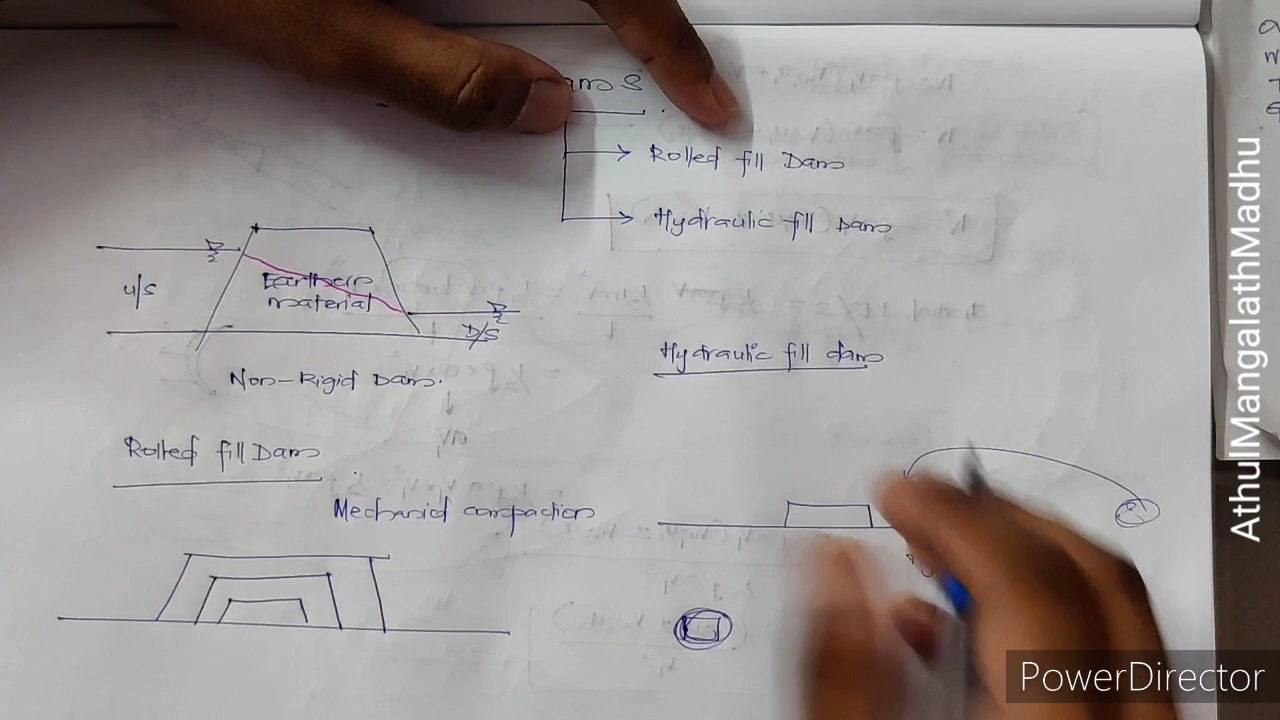 Rolled fill Dam
Hydraulic fill Dam
u/s
Earthern
material
D/S
Non-Rigid Dam.
Hydraulic fill dam
Rolled fill Dam
Mechanical compaction
AthulMangalathMadhu
PowerDirector